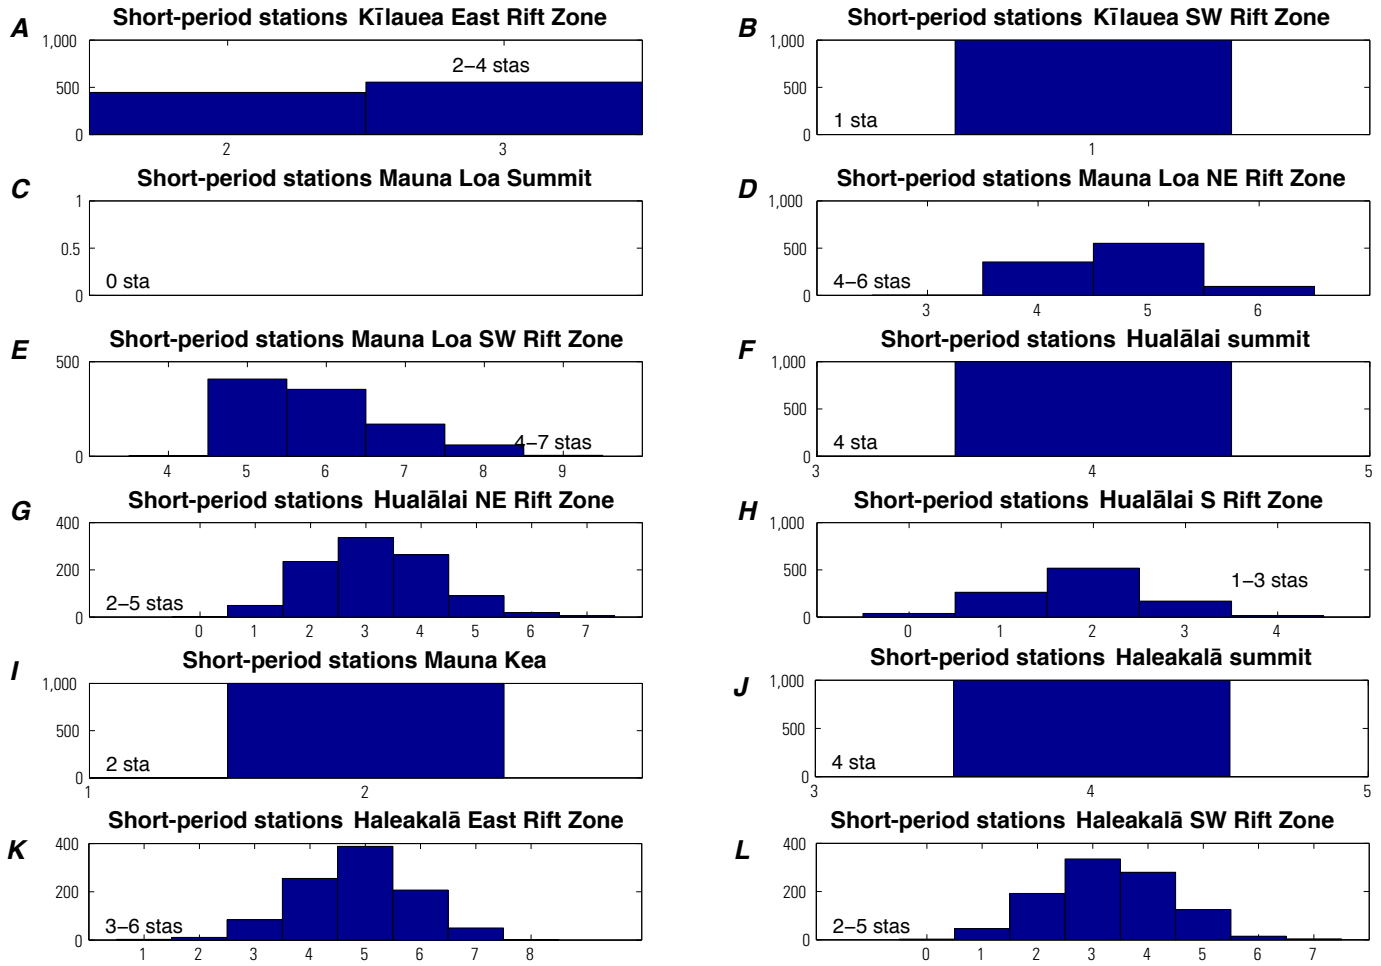 A
Short-period stations Kīlauea East Rift Zone
1,000
500
0
2–4 stas
2 3
B
Short-period stations Kīlauea SW Rift Zone
1,000
500
0
1 sta
1
C
Short-period stations Mauna Loa Summit
1
0.5
0
0 sta
D
Short-period stations Mauna Loa NE Rift Zone
1,000
500
0
4–6 stas
3 4 5 6
E
Short-period stations Mauna Loa SW Rift Zone
500
0
4–7 stas
4 5 6 7 8 9
F
Short-period stations Hualālai summit
1,000
500
0
4 sta
3 4 5
G
Short-period stations Hualālai NE Rift Zone
400
200
0
2–5 stas
0 1 2 3 4 5 6 7
H
Short-period stations Hualālai S Rift Zone
1,000
500
0
1–3 stas
0 1 2 3 4
I
Short-period stations Mauna Kea
1,000
500
0
2 sta
1 2
J
Short-period stations Haleakalā summit
1,000
500
0
4 sta
3 4 5
K
Short-period stations Haleakalā East Rift Zone
400
200
0
3–6 stas
1 2 3 4 5 6 7 8
L
Short-period stations Haleakalā SW Rift Zone
400
200
0
2–5 stas
0 1 2 3 4 5 6 7